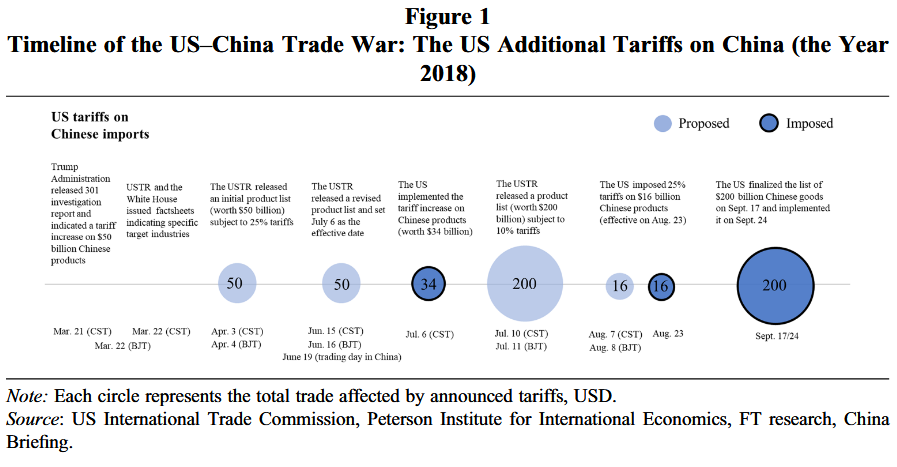 Figure 1
Timeline of the US–China Trade War: The US Additional Tariffs on China (the Year
2018)
US tariffs on
Chinese imports
Proposed
Imposed
Trump
Administration
released 301
investigation
report and
indicated a tariff
increase on $50
billion Chinese
products
USTR and the
White House
issued factsheets
indicating specific
target industries
The USTR released
an initial product list
(worth $50 billion)
subject to 25% tariffs
The USTR
released a revised
product list and set
July 6 as the
effective date
The US
implemented the
tariff increase on
Chinese products
(worth $34 billion)
The USTR
released a product
list (worth $200
billion) subject to
10% tariffs
The US imposed 25%
tariffs on $16 billion
Chinese products
(effective on Aug. 23)
The US finalized the list of
$200 billion Chinese goods
on Sept. 17 and implemented
it on Sept. 24
50
50
34
200
16
16
200
Mar. 21 (CST)
Mar. 22 (CST)
Mar. 22 (BJT)
Apr. 3 (CST)
Apr. 4 (BJT)
Jun. 15 (CST)
Jun. 16 (BJT)
June 19 (trading day in China)
Jul. 6 (CST)
Jul. 10 (CST)
Jul. 11 (BJT)
Aug. 7 (CST)
Aug. 8 (BJT)
Aug. 23
Sept. 17/24
Note: Each circle represents the total trade affected by announced tariffs, USD.
Source: US International Trade Commission, Peterson Institute for International Economics, FT research, China
Briefing.